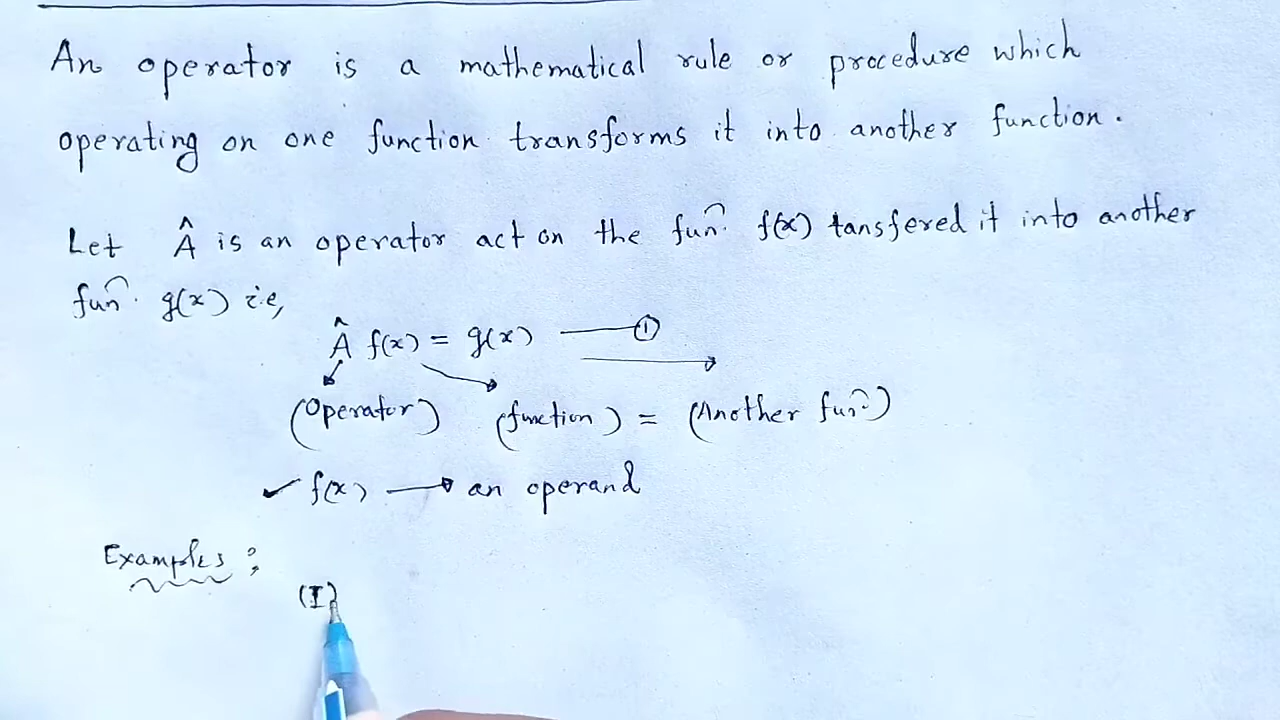 An operator is a mathematical rule or procedure which
operating on one function transforms it into another function.
Let Â is an operator act on the fun. f(x) tansfered it into another
fun. g(x) i.e,
Â f(x) = g(x) —— ①
(Operator) (function) = (Another fun.)
✓ f(x) → an operand
Examples :
(I)